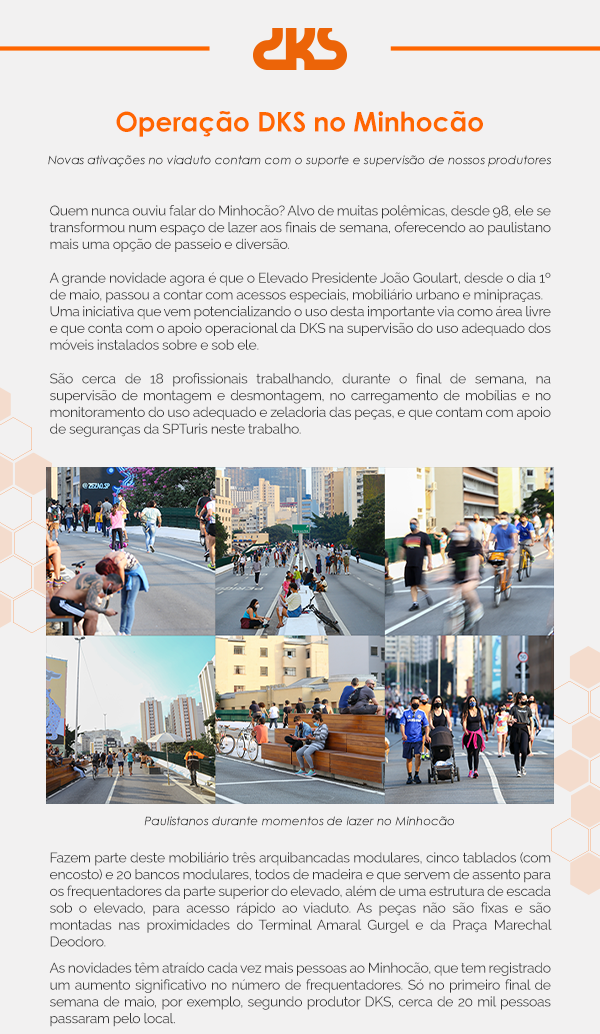 DKS
Operação DKS no Minhocão
Novas ativações no viaduto contam com o suporte e supervisão de nossos produtores
Quem nunca ouviu falar do Minhocão? Alvo de muitas polêmicas, desde 98, ele se
transformou num espaço de lazer aos finais de semana, oferecendo ao paulistano
mais uma opção de passeio e diversão.
A grande novidade agora é que o Elevado Presidente João Goulart, desde o dia 1º
de maio, passou a contar com acessos especiais, mobiliário urbano e minipraças.
Uma iniciativa que vem potencializando o uso desta importante via como área livre
e que conta com o apoio operacional da DKS na supervisão do uso adequado dos
móveis instalados sobre e sob ele.
São cerca de 18 profissionais trabalhando, durante o final de semana, na
supervisão de montagem e desmontagem, no carregamento de mobílias e no
monitoramento do uso adequado e zeladoria das peças, e que contam com apoio
de seguranças da SPTuris neste trabalho.
@ZEZAO.SP
Paulistanos durante momentos de lazer no Minhocão
Fazem parte deste mobiliário três arquibancadas modulares, cinco tablados (com
encosto) e 20 bancos modulares, todos de madeira e que servem de assento para
os frequentadores da parte superior do elevado, além de uma estrutura de escada
sob o elevado, para acesso rápido ao viaduto. As peças não são fixas e são
montadas nas proximidades do Terminal Amaral Gurgel e da Praça Marechal
Deodoro.
As novidades têm atraído cada vez mais pessoas ao Minhocão, que tem registrado
um aumento significativo no número de frequentadores. Só no primeiro final de
semana de maio, por exemplo, segundo produtor DKS, cerca de 20 mil pessoas
passaram pelo local.